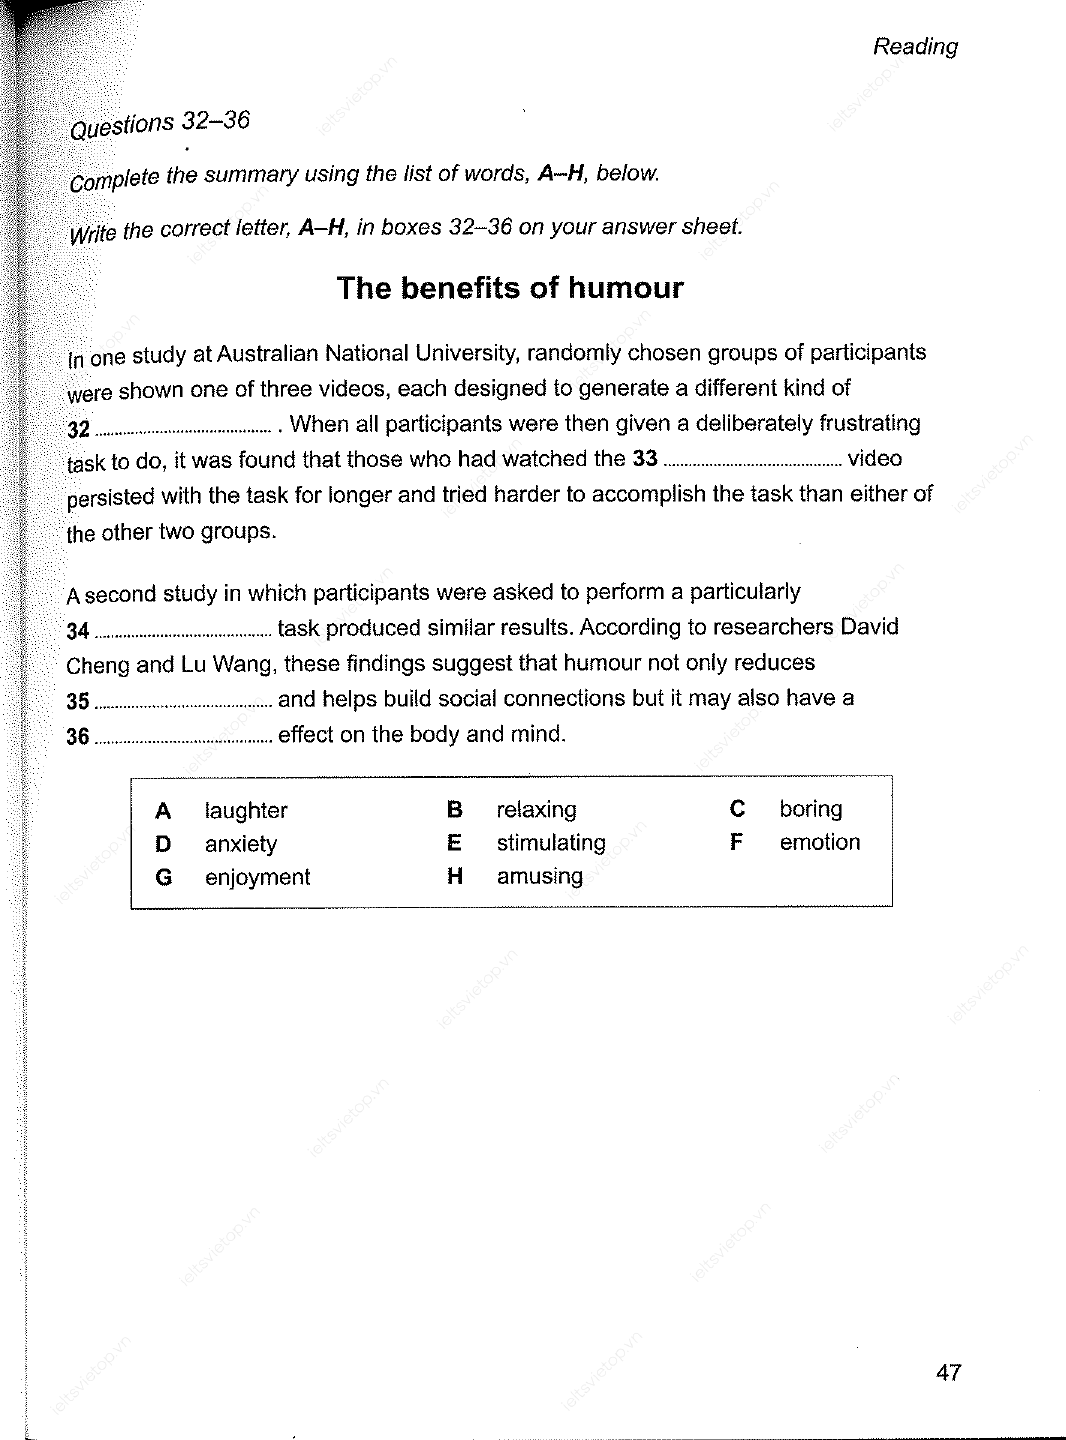 Reading
Questions 32–36
Complete the summary using the list of words, A–H, below.
Write the correct letter, A–H, in boxes 32–36 on your answer sheet.
The benefits of humour
In one study at Australian National University, randomly chosen groups of participants
were shown one of three videos, each designed to generate a different kind of
32 ........................................ . When all participants were then given a deliberately frustrating
task to do, it was found that those who had watched the 33 ........................................ video
persisted with the task for longer and tried harder to accomplish the task than either of
the other two groups.
A second study in which participants were asked to perform a particularly
34 ........................................ task produced similar results. According to researchers David
Cheng and Lu Wang, these findings suggest that humour not only reduces
35 ........................................ and helps build social connections but it may also have a
36 ........................................ effect on the body and mind.
A laughter B relaxing C boring
D anxiety E stimulating F emotion
G enjoyment H amusing
47
ieltsvietop.vn